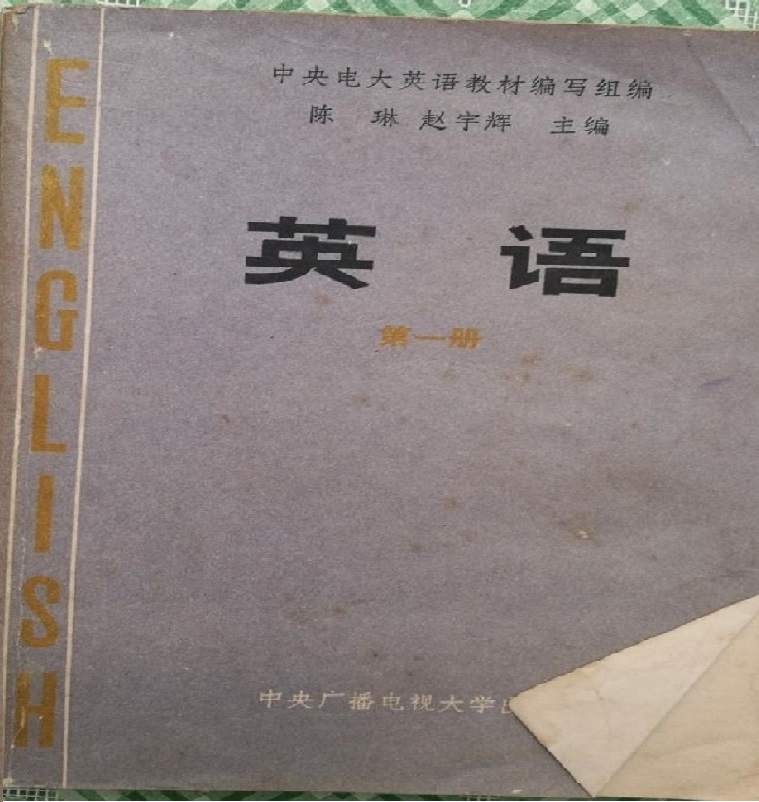 ENGLISH
中央电大英语教材编写组编
陈 琳 赵宇辉 主编
英 语
第一册
中央广播电视大学出